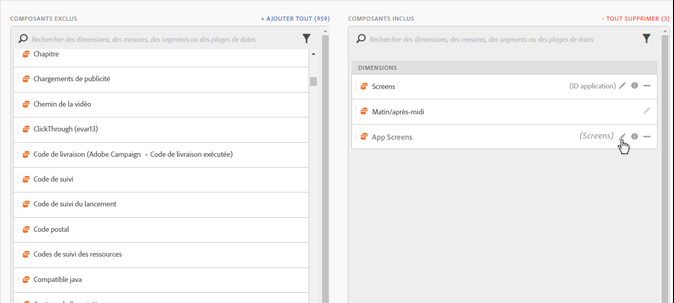 COMPOSANTS EXCLUS
+ AJOUTER TOUT (959)
Rechercher des dimensions, des mesures, des segments ou des plages de dates
Chapitre
Chargements de publicité
Chemin de la vidéo
ClickThrough (evar13)
Code de livraison (Adobe Campaign – Code de livraison exécutée)
Code de suivi
Code de suivi du lancement
Code postal
Codes de suivi des ressources
Compatible java
COMPOSANTS INCLUS
- TOUT SUPPRIMER (3)
Rechercher des dimensions, des mesures, des segments ou des plages de dates
DIMENSIONS
Screens (ID application)
Matin/après-midi
App Screens (Screens)